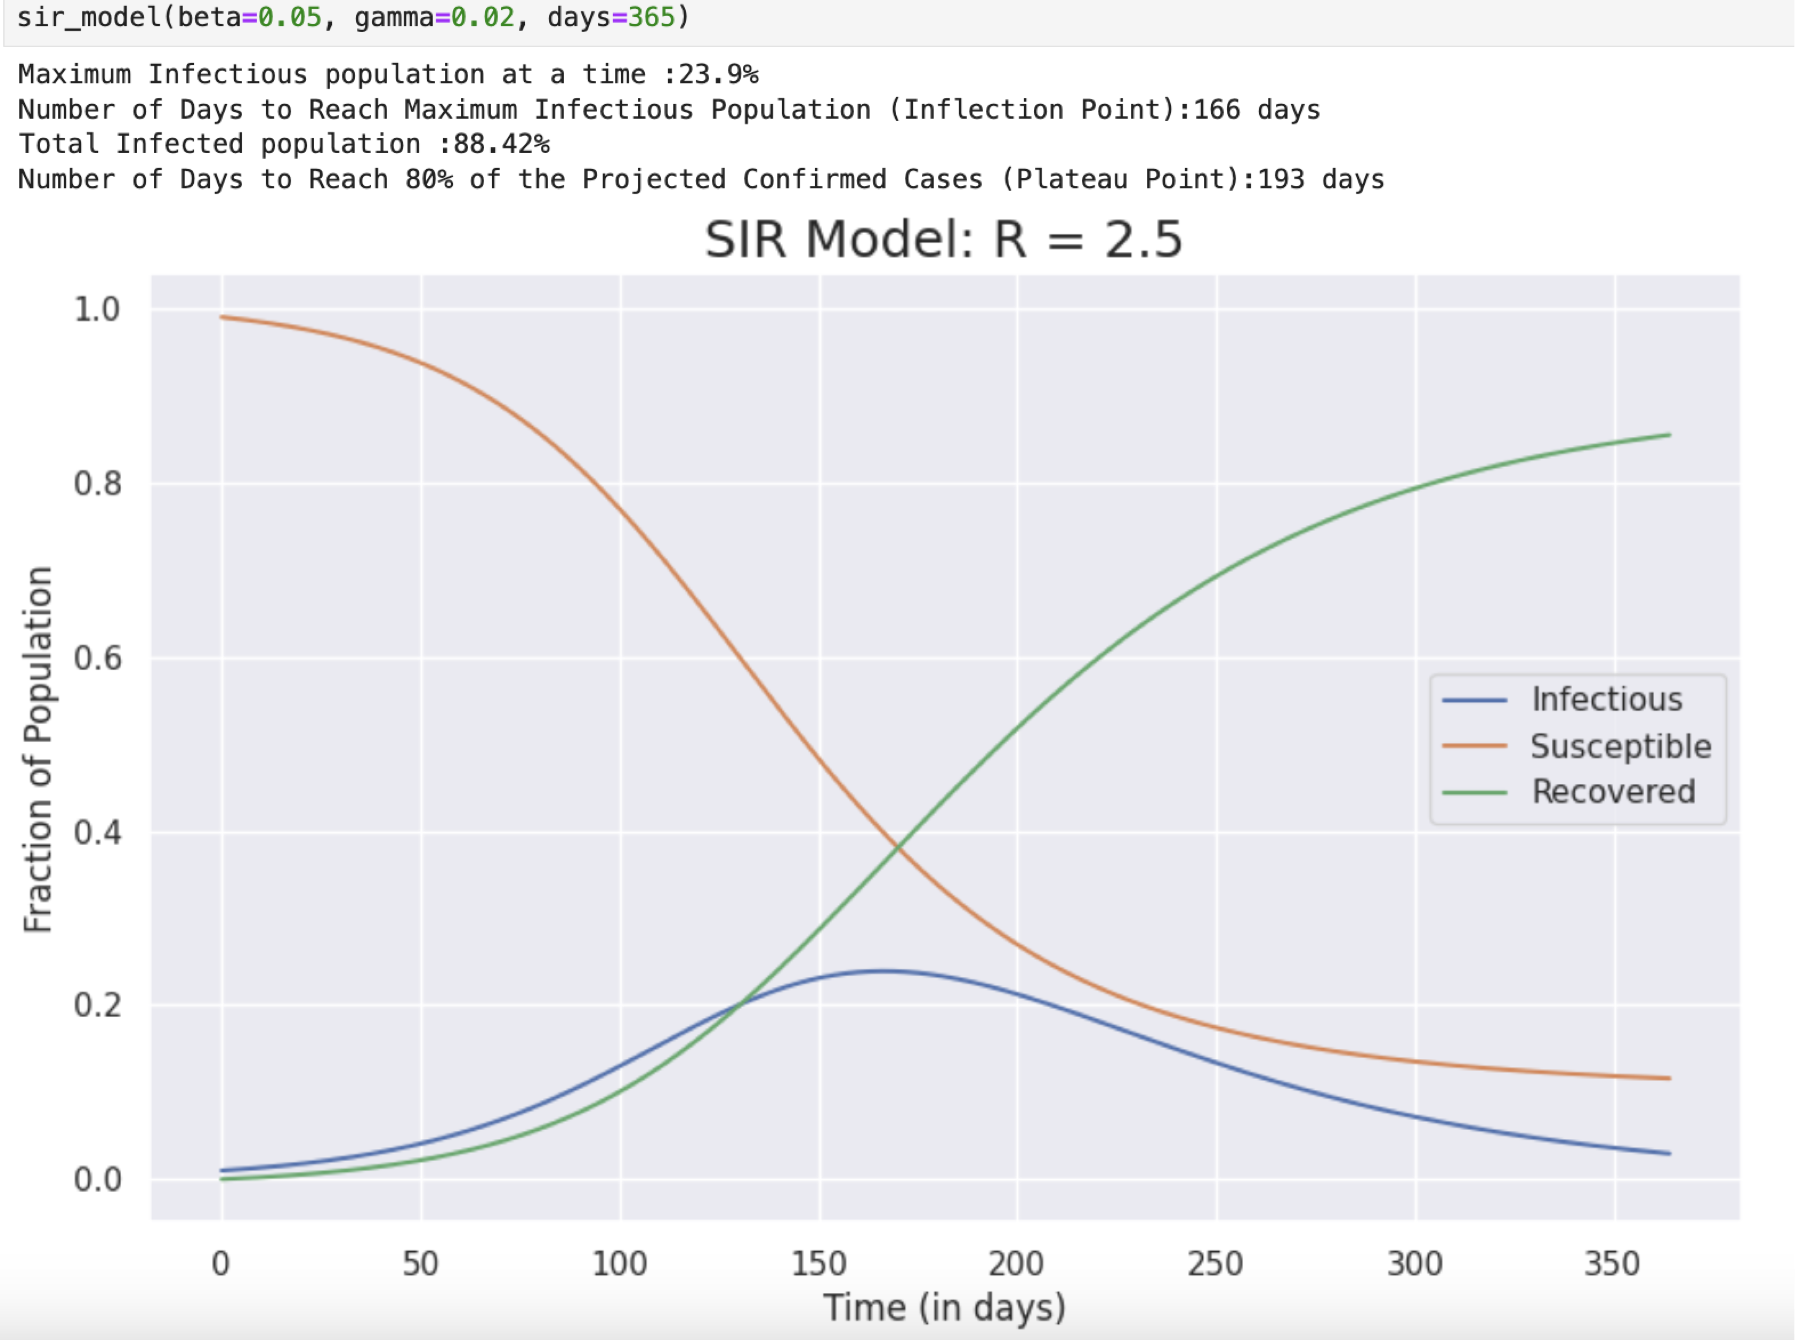 sir_model(beta=0.05, gamma=0.02, days=365)
Maximum Infectious population at a time :23.9%
Number of Days to Reach Maximum Infectious Population (Inflection Point):166 days
Total Infected population :88.42%
Number of Days to Reach 80% of the Projected Confirmed Cases (Plateau Point):193 days
SIR Model: R = 2.5
1.0
0.8
0.6
0.4
0.2
0.0
Fraction of Population
Infectious
Susceptible
Recovered
0 50 100 150 200 250 300 350
Time (in days)